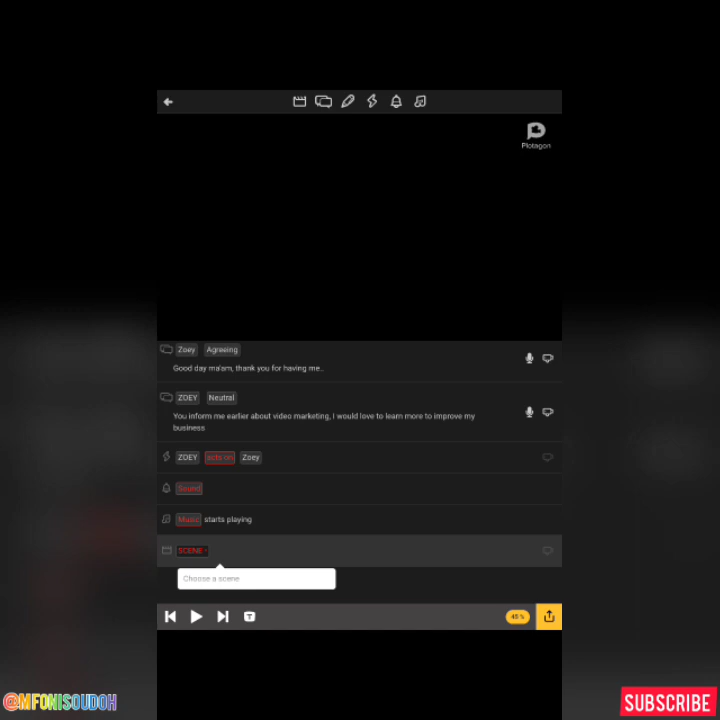 Plotagon
Zoey Agreeing
Good day ma'am, thank you for having me..
ZOEY Neutral
You inform me earlier about video marketing, i would love to learn more to improve my
business
ZOEY acts on Zoey
Sound
Music starts playing
SCENE
Choose a scene
T
45 %
@MFONISOUDOH
SUBSCRIBE